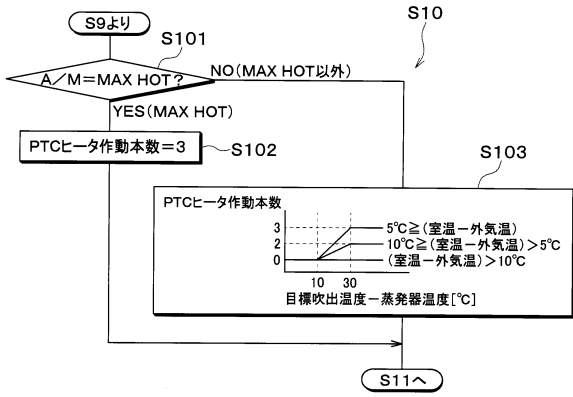 S9より
S10
S101
A／M＝MAX HOT？
NO(MAX HOT以外)
YES(MAX HOT)
PTCヒータ作動本数＝3
S102
S103
PTCヒータ作動本数
3
5℃≧(室温－外気温)
2
10℃≧(室温－外気温)＞5℃
0
(室温－外気温)＞10℃
10
30
目標吹出温度－蒸発器温度[℃]
S11へ